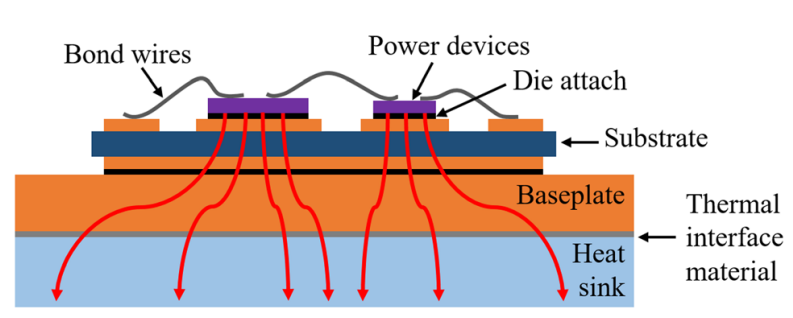 Bond wires
Power devices
Die attach
Substrate
Baseplate
Thermal
interface
material
Heat
sink